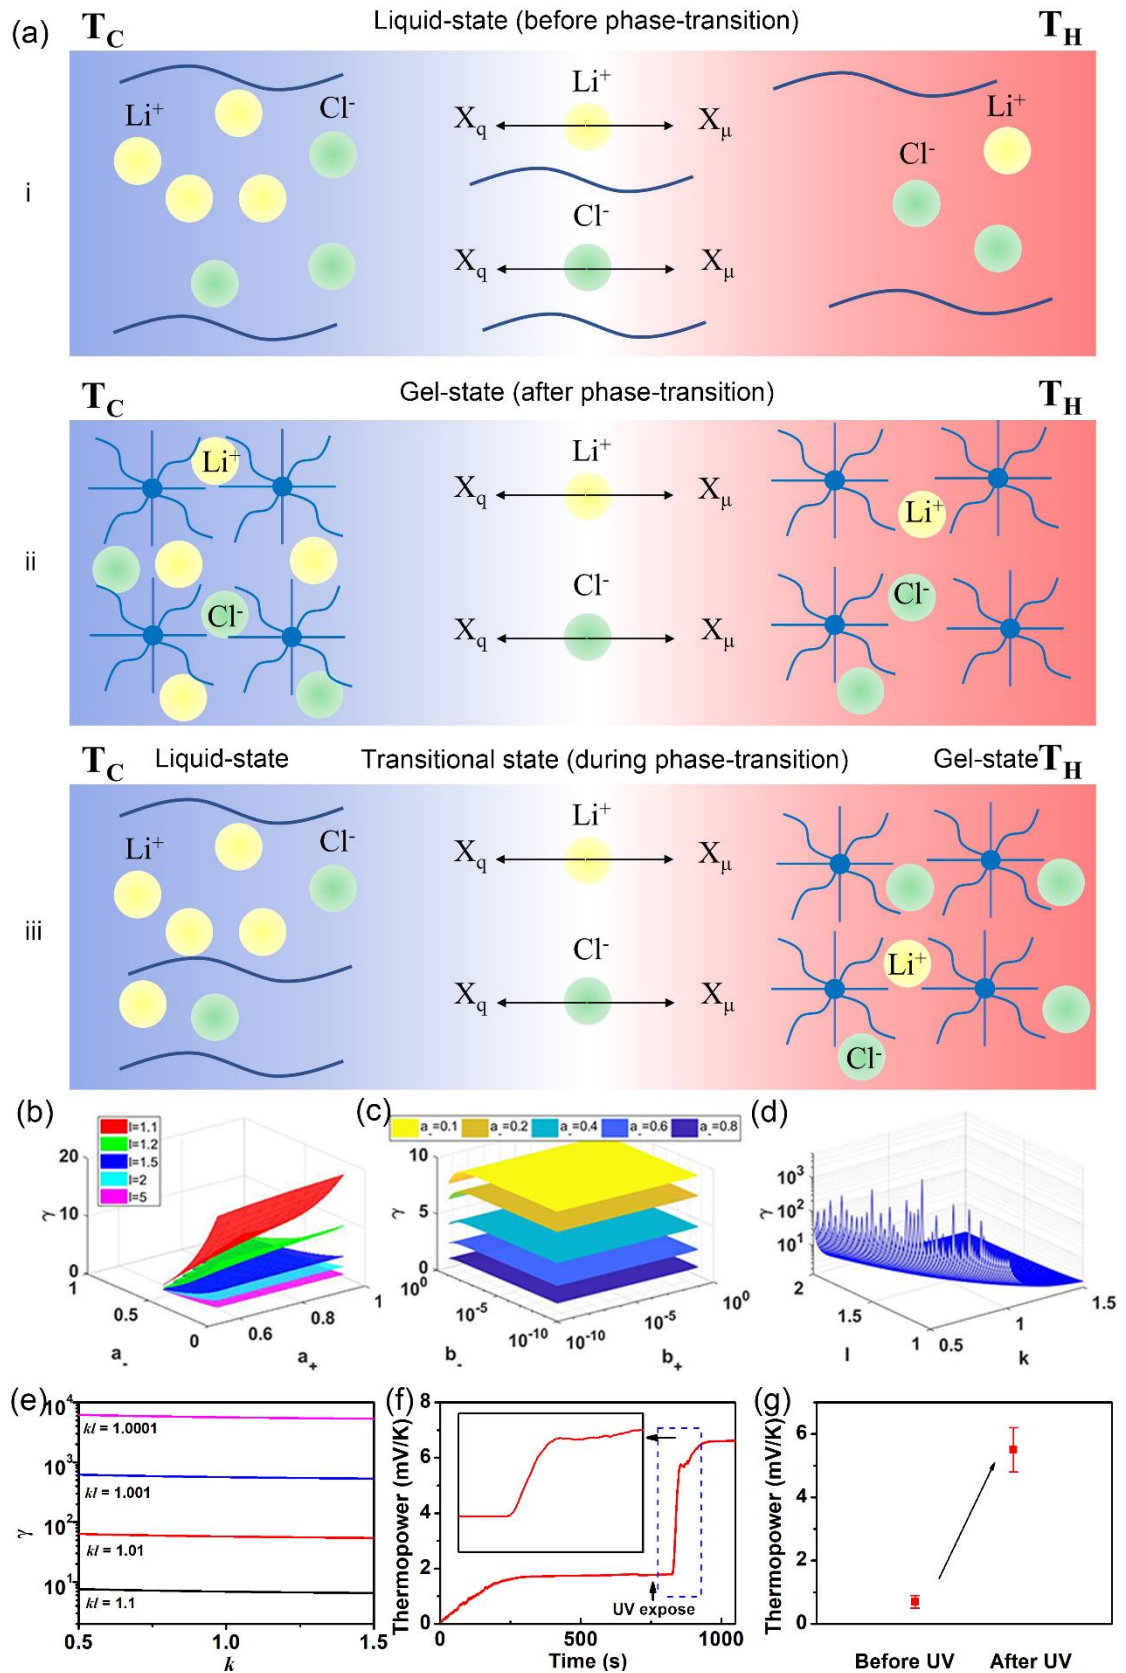 (a)
T_C Liquid-state (before phase-transition) T_H
Li⁺
Li⁺ Cl⁻ Li⁺
X_q X_μ Cl⁻
i
Cl⁻
X_q X_μ
T_C Gel-state (after phase-transition) T_H
Li⁺ Li⁺
X_q X_μ Li⁺
ii
Cl⁻ Cl⁻ Cl⁻
X_q X_μ
T_C Liquid-state Transitional state (during phase-transition) Gel-state T_H
Li⁺
Li⁺ Cl⁻
X_q X_μ
iii
Cl⁻ Li⁺
X_q X_μ
Cl⁻
(b)
l=1.1
l=1.2
l=1.5
l=2
l=5
20
10
0
γ
1
0.5
0
a₋
0.6
0.8
1
a₊
(c)
a₋=0.1 a₋=0.2 a₋=0.4 a₋=0.6 a₋=0.8
10
5
0
γ
10⁰
10⁻⁵
10⁻¹⁰
b₋
10⁻¹⁰
10⁻⁵
10⁰
b₊
(d)
10³
10²
10¹
γ
2
1.5
1
l
0.5
1
1.5
k
(e)
10⁴
10³
10²
10¹
γ
kl = 1.0001
kl = 1.001
kl = 1.01
kl = 1.1
0.5 1.0 1.5
k
(f)
8
6
4
2
0
Thermopower (mV/K)
UV expose
0 500 1000
Time (s)
(g)
8
6
4
2
0
Thermopower (mV/K)
Before UV After UV